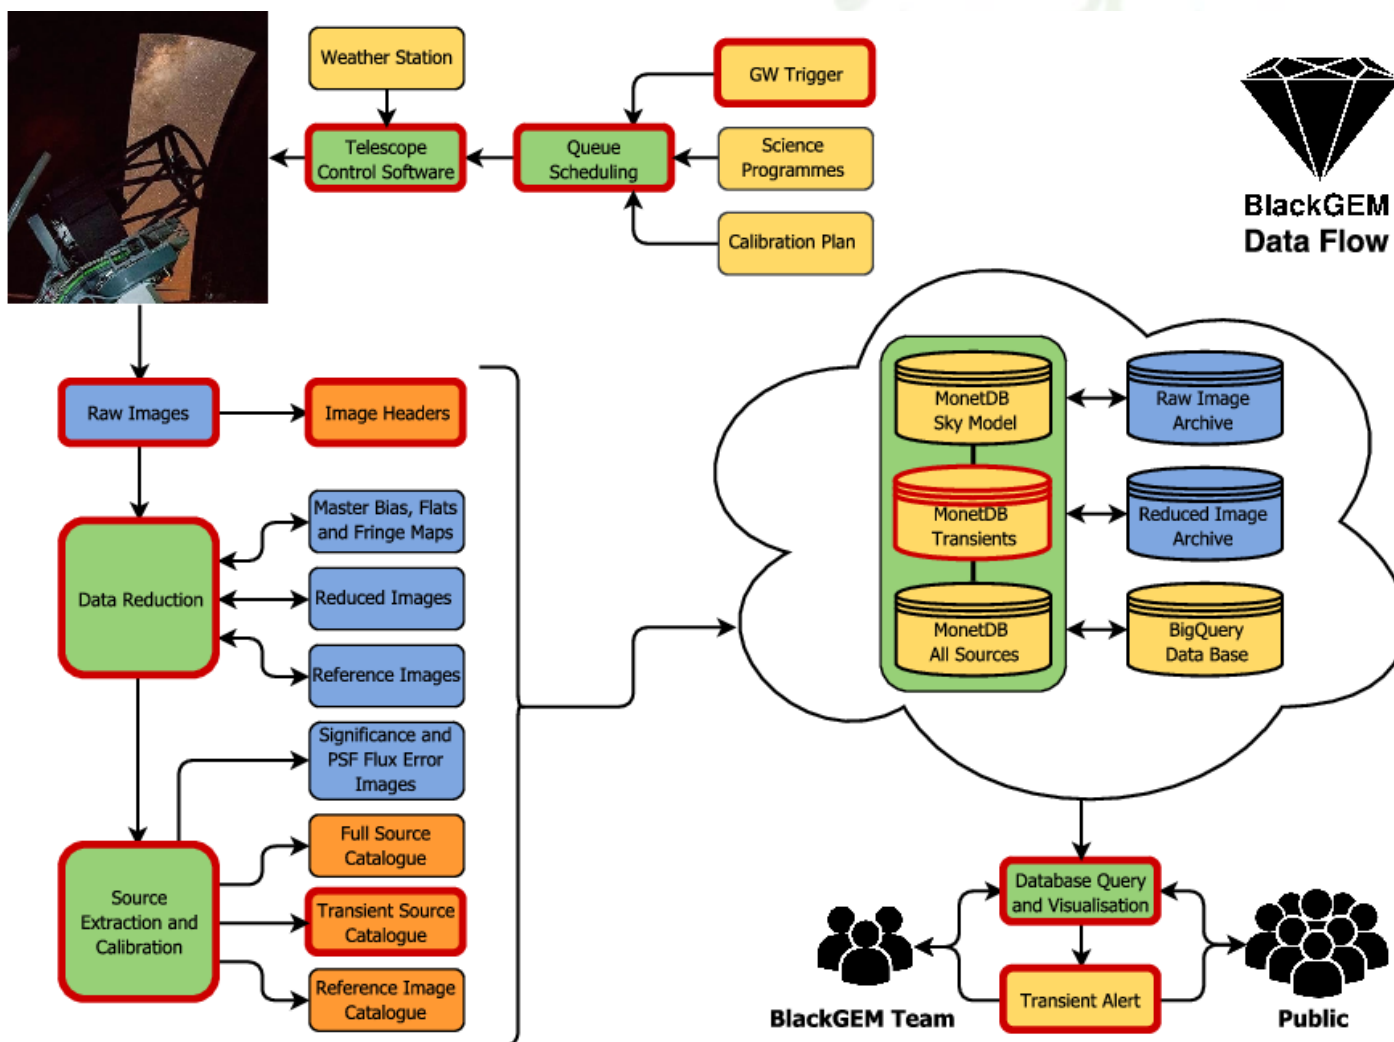 Weather Station
GW Trigger
Telescope
Control Software
Queue
Scheduling
Science
Programmes
Calibration Plan
BlackGEM
Data Flow
Raw Images
Image Headers
Master Bias, Flats
and Fringe Maps
Data Reduction
Reduced Images
Reference Images
Significance and
PSF Flux Error
Images
Full Source
Catalogue
Source
Extraction and
Calibration
Transient Source
Catalogue
Reference Image
Catalogue
MonetDB
Sky Model
Raw Image
Archive
MonetDB
Transients
Reduced Image
Archive
MonetDB
All Sources
BigQuery
Data Base
Database Query
and Visualisation
Transient Alert
BlackGEM Team
Public